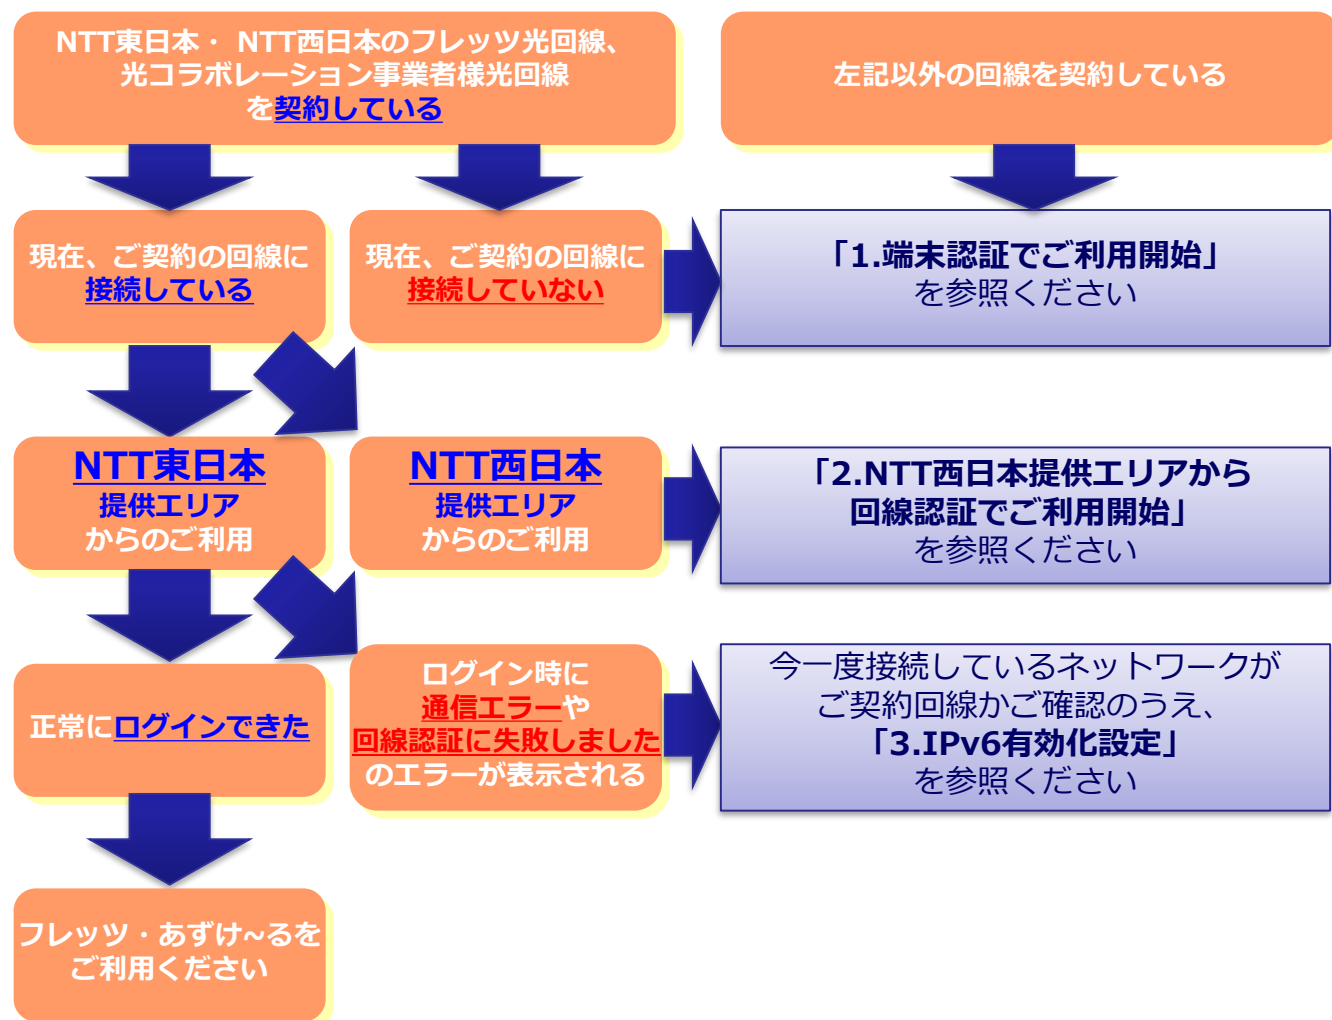 NTT東日本・ NTT西日本のフレッツ光回線、
光コラボレーション事業者様光回線
を契約している
左記以外の回線を契約している
現在、ご契約の回線に
接続している
現在、ご契約の回線に
接続していない
「1.端末認証でご利用開始」
を参照ください
NTT東日本
提供エリア
からのご利用
NTT西日本
提供エリア
からのご利用
「2.NTT西日本提供エリアから
回線認証でご利用開始」
を参照ください
正常にログインできた
ログイン時に
通信エラーや
回線認証に失敗しました
のエラーが表示される
今一度接続しているネットワークが
ご契約回線かご確認のうえ、
「3.IPv6有効化設定」
を参照ください
フレッツ・あずけ~るを
ご利用ください